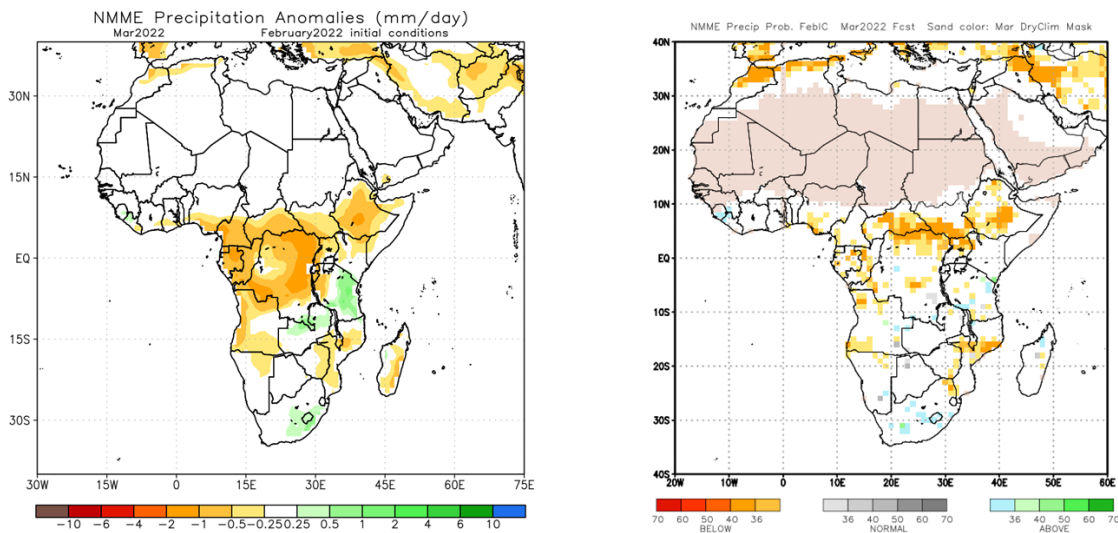 NMME Precipitation Anomalies (mm/day)
Mar2022 February2022 initial conditions
30N
15N
EQ
15S
30S
30W 15W 0 15E 30E 45E 60E 75E
-10 -6 -4 -2 -1 -0.5 -0.25 0.25 0.5 1 2 4 6 10
NMME Precip Prob. FebIC Mar2022 Fcst Sand color: Mar DryClim Mask
40N
30N
20N
10N
EQ
10S
20S
30S
40S
20W 10W 0 10E 20E 30E 40E 50E 60E
70 60 50 40 36
BELOW
36 40 50 60 70
NORMAL
36 40 50 60 70
ABOVE